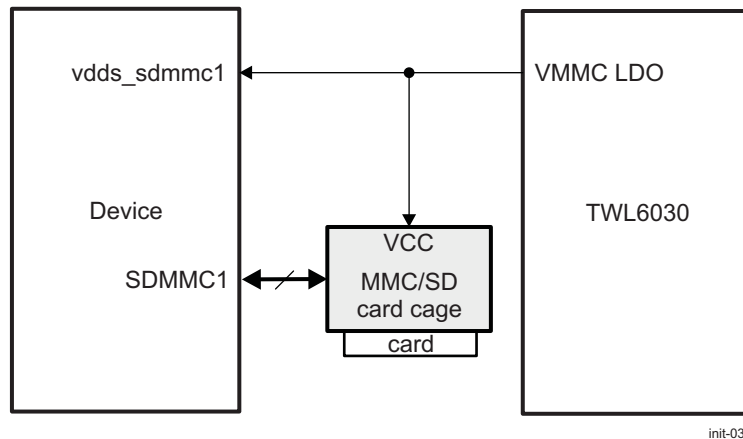 vdds_sdmmc1
VMMC LDO
Device
TWL6030
VCC
SDMMC1
MMC/SD
card cage
card
init-03